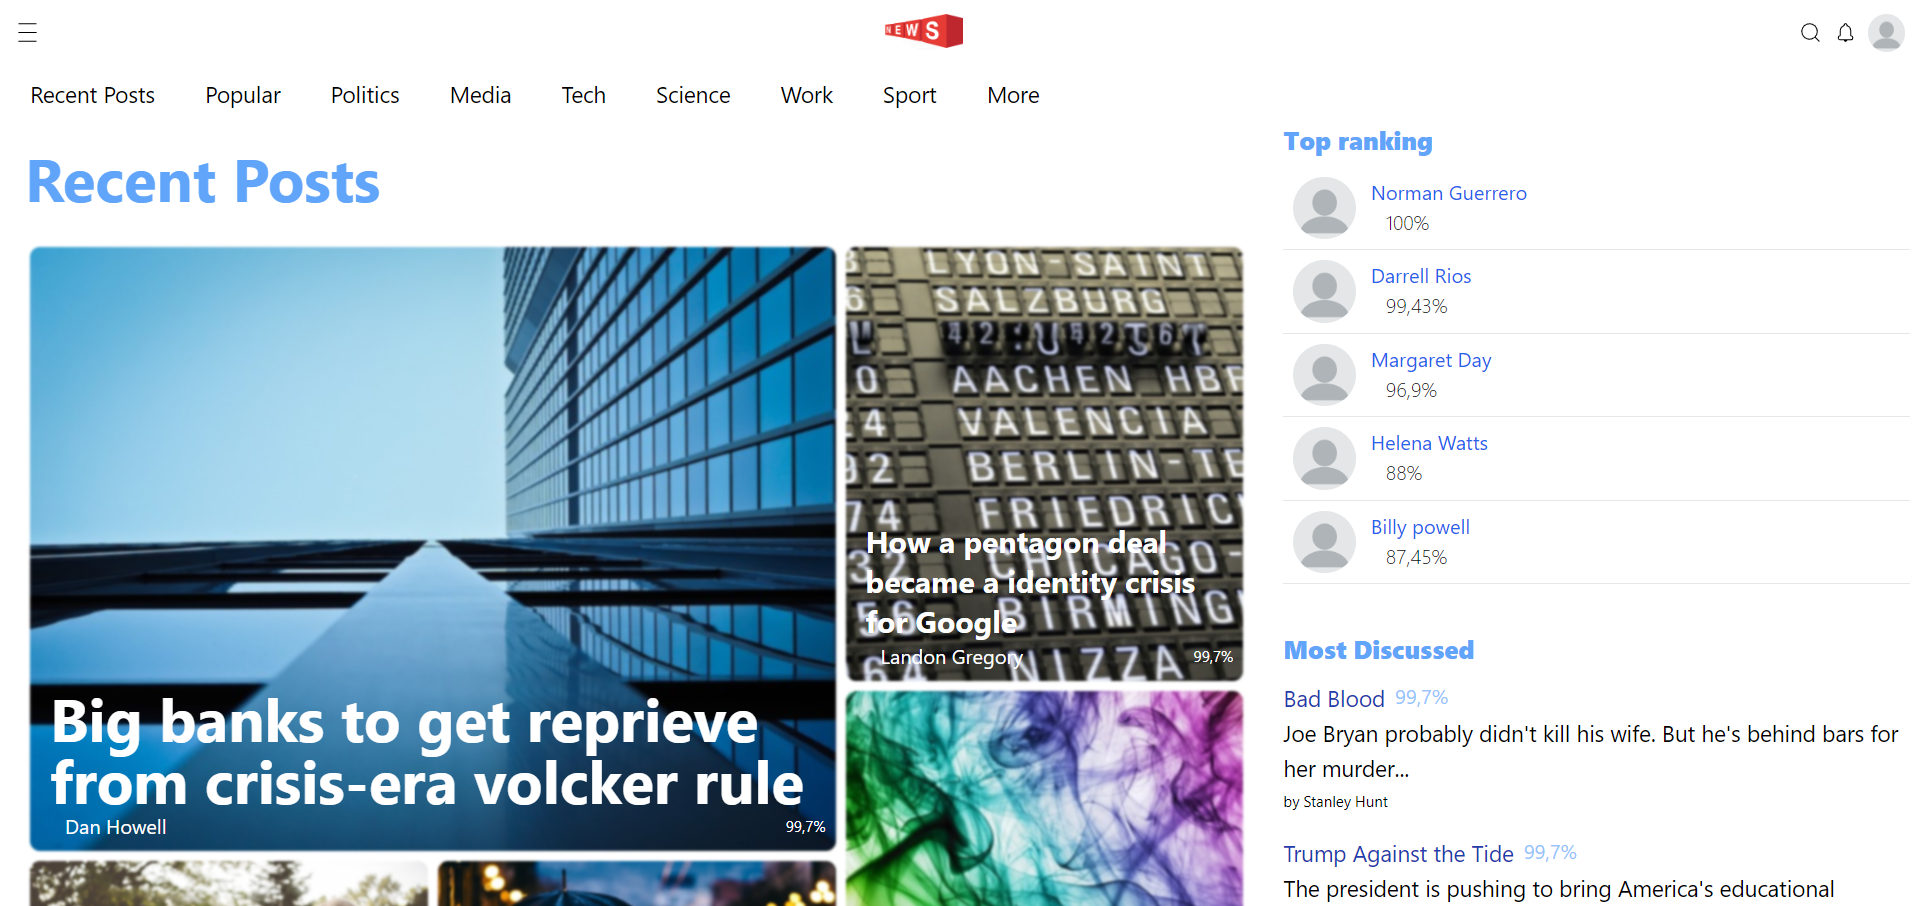 NEWS
Recent Posts
Popular
Politics
Media
Tech
Science
Work
Sport
More
Recent Posts
Big banks to get reprieve
from crisis-era volcker rule
Dan Howell
99,7%
LYON-SAINT
SALZBURG
AACHEN HBF
VALENCIA
BERLIN-TE
FRIEDRIC
CHICAGO-
BIRMING
NIZZA
How a pentagon deal
became a identity crisis
for Google
Landon Gregory
99,7%
Top ranking
Norman Guerrero
100%
Darrell Rios
99,43%
Margaret Day
96,9%
Helena Watts
88%
Billy powell
87,45%
Most Discussed
Bad Blood 99,7%
Joe Bryan probably didn't kill his wife. But he's behind bars for
her murder...
by Stanley Hunt
Trump Against the Tide 99,7%
The president is pushing to bring America's educational